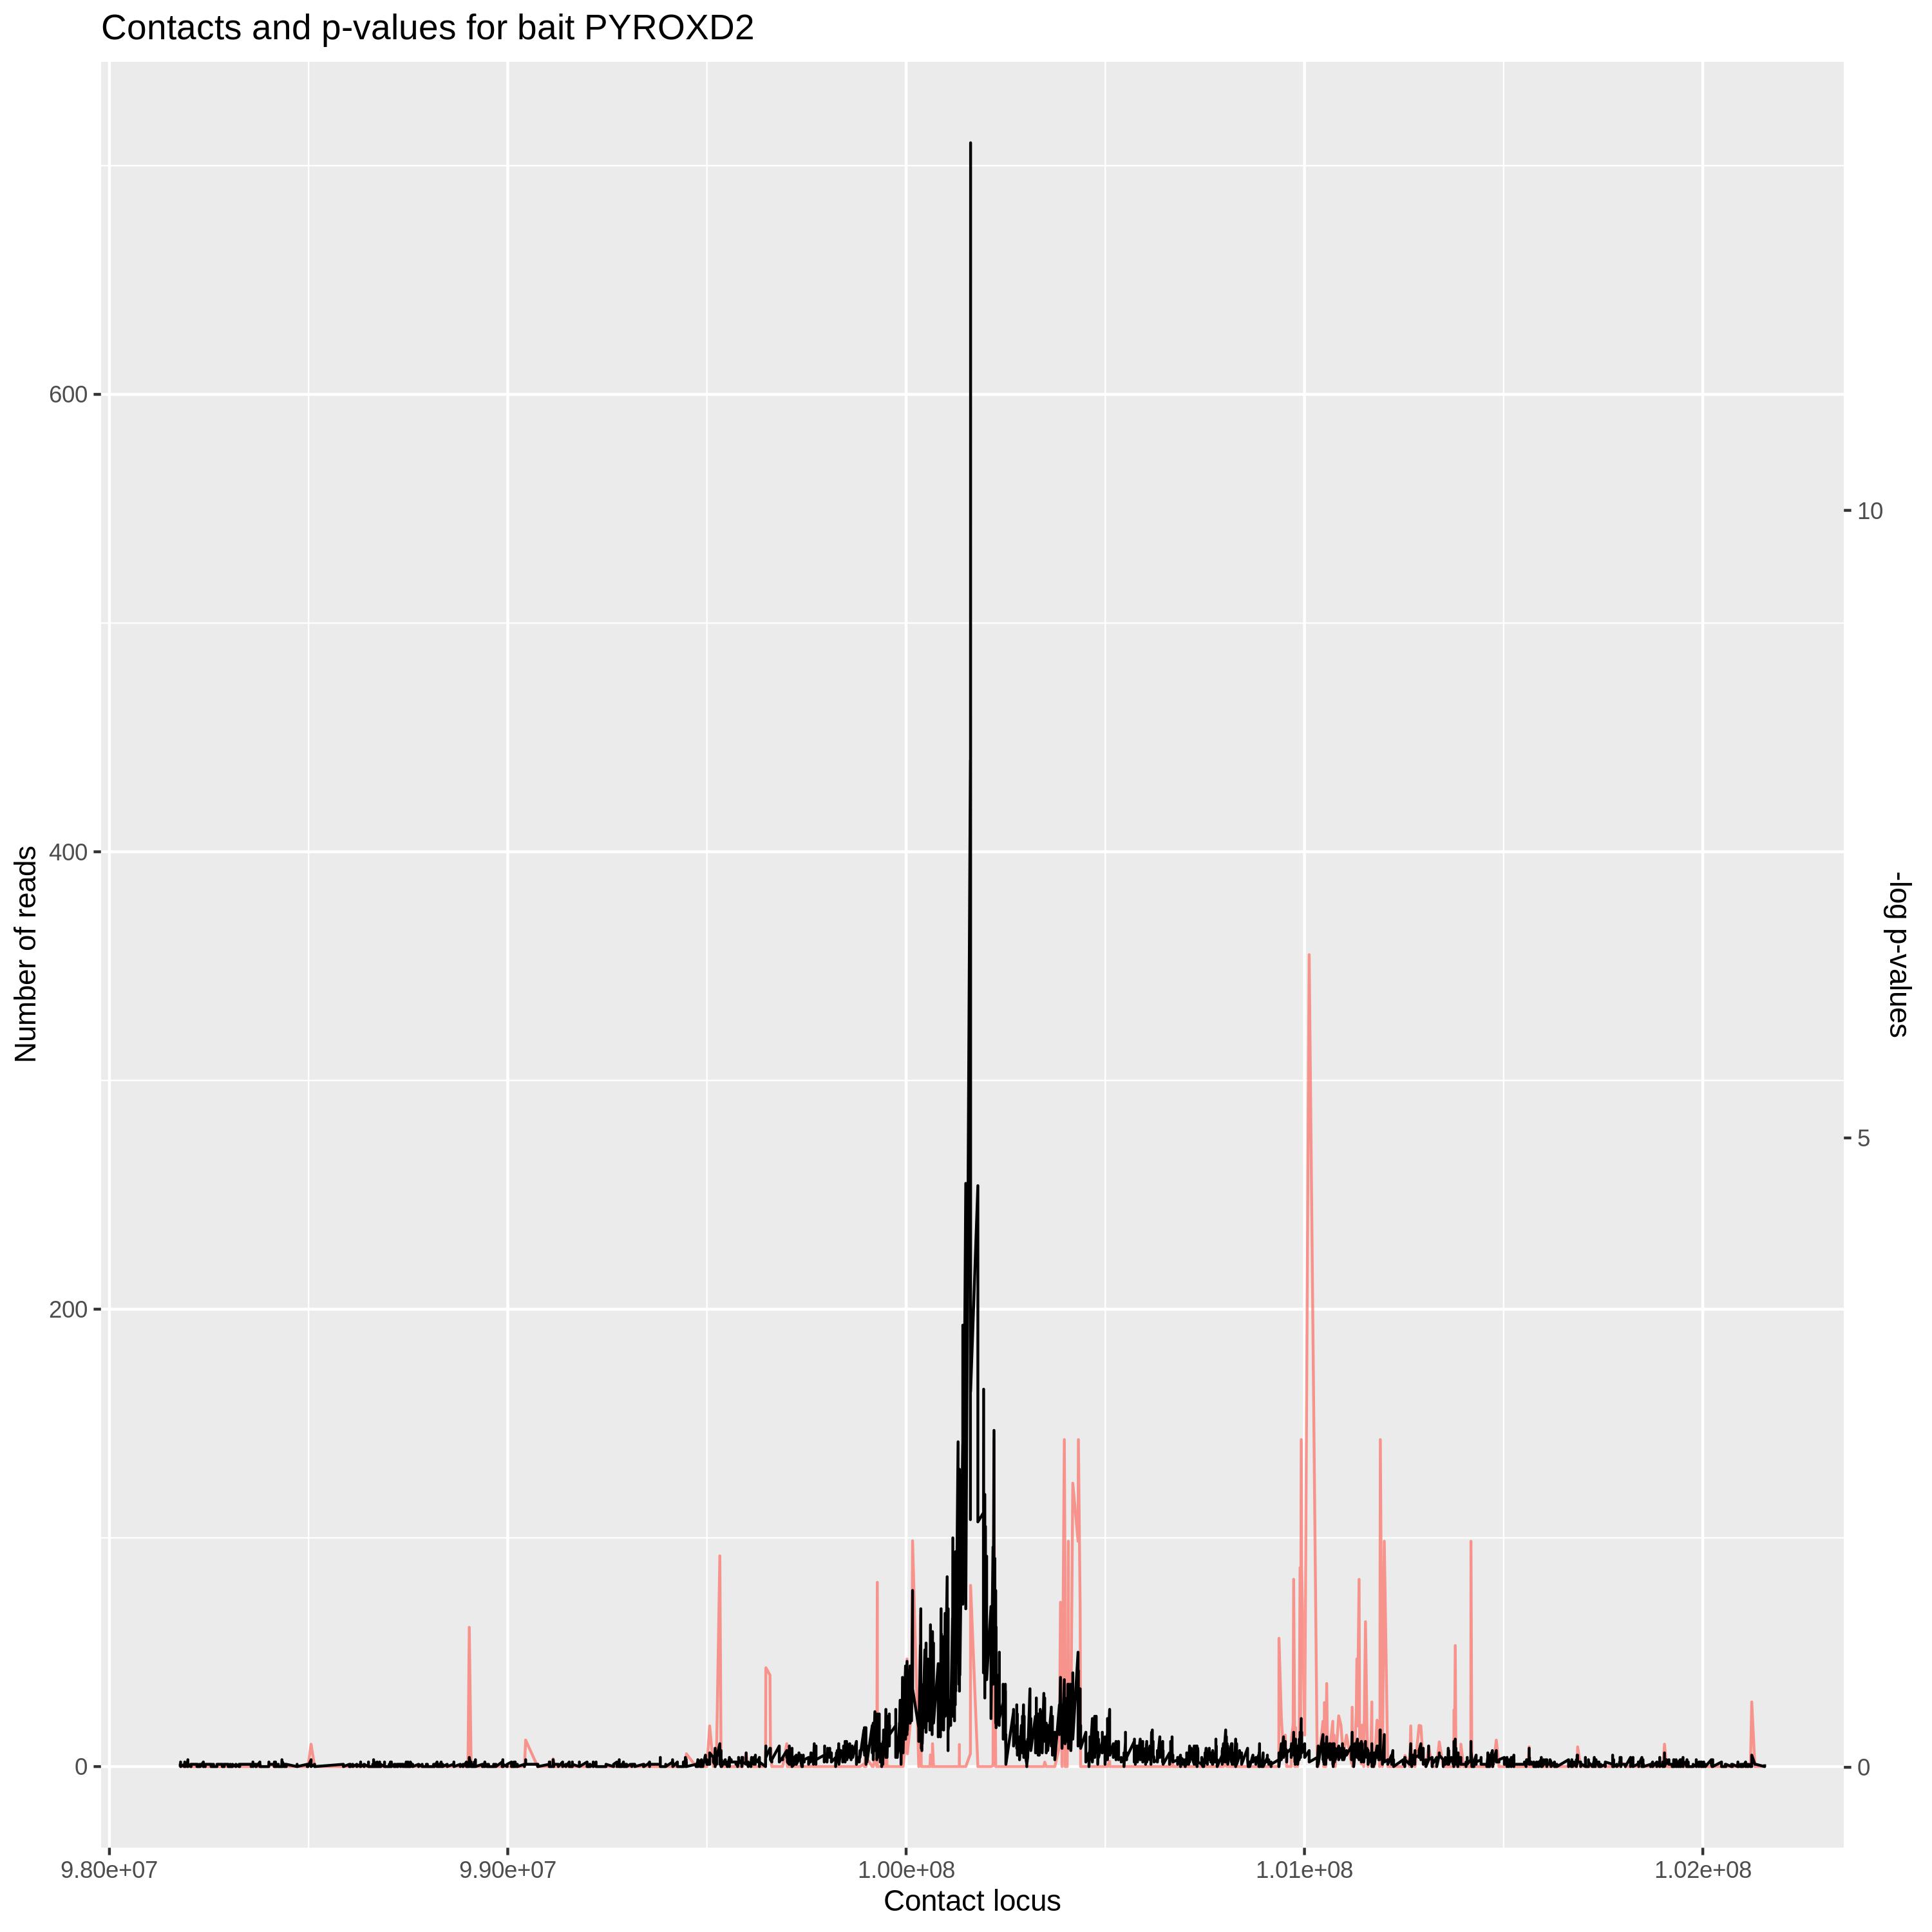 Contacts and p-values for bait PYROXD2
Number of reads
600
400
200
0
10
5
0
-log p-values
9.80e+07
9.90e+07
1.00e+08
1.01e+08
1.02e+08
Contact locus